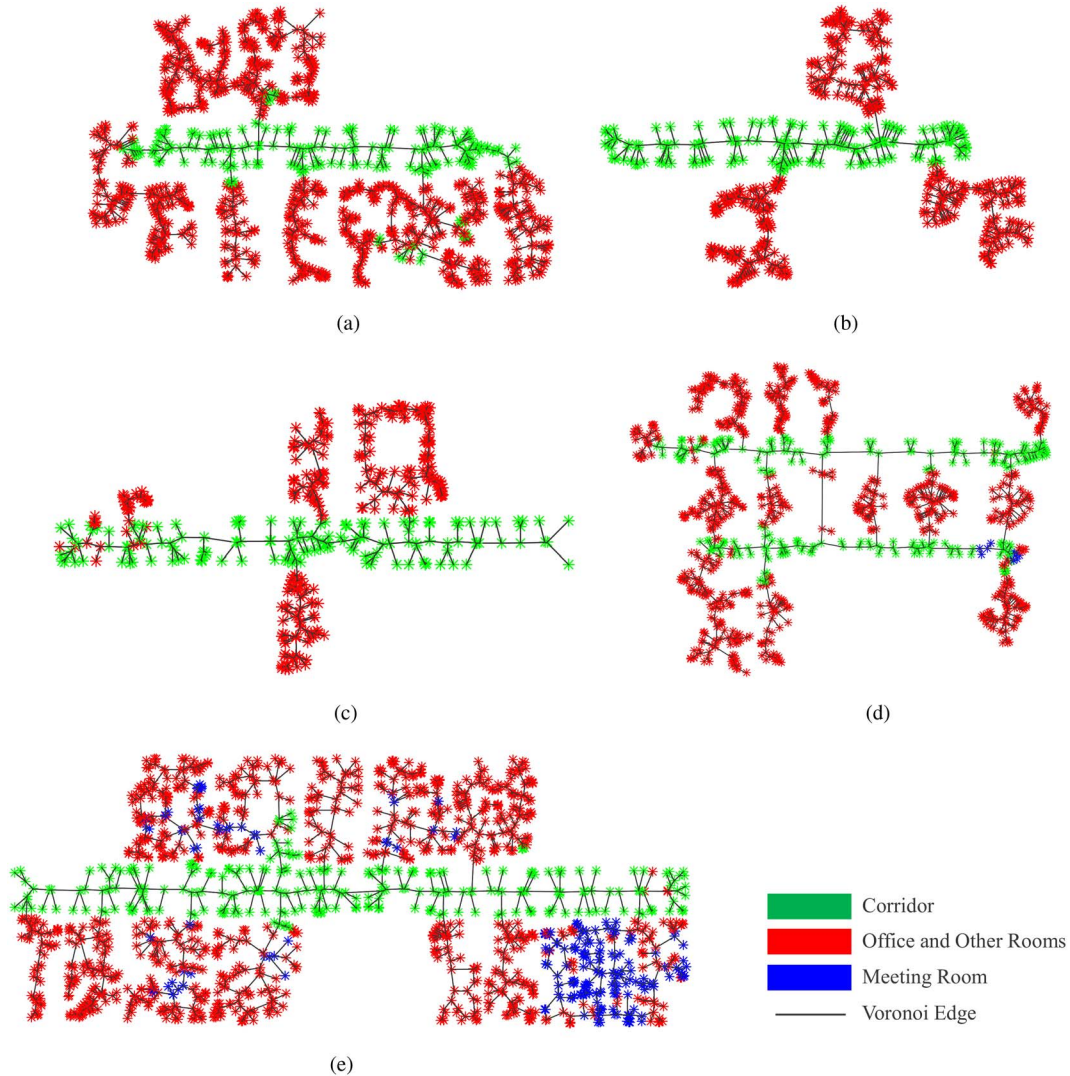 (a)
(b)
(c)
(d)
Corridor
Office and Other Rooms
Meeting Room
Voronoi Edge
(e)